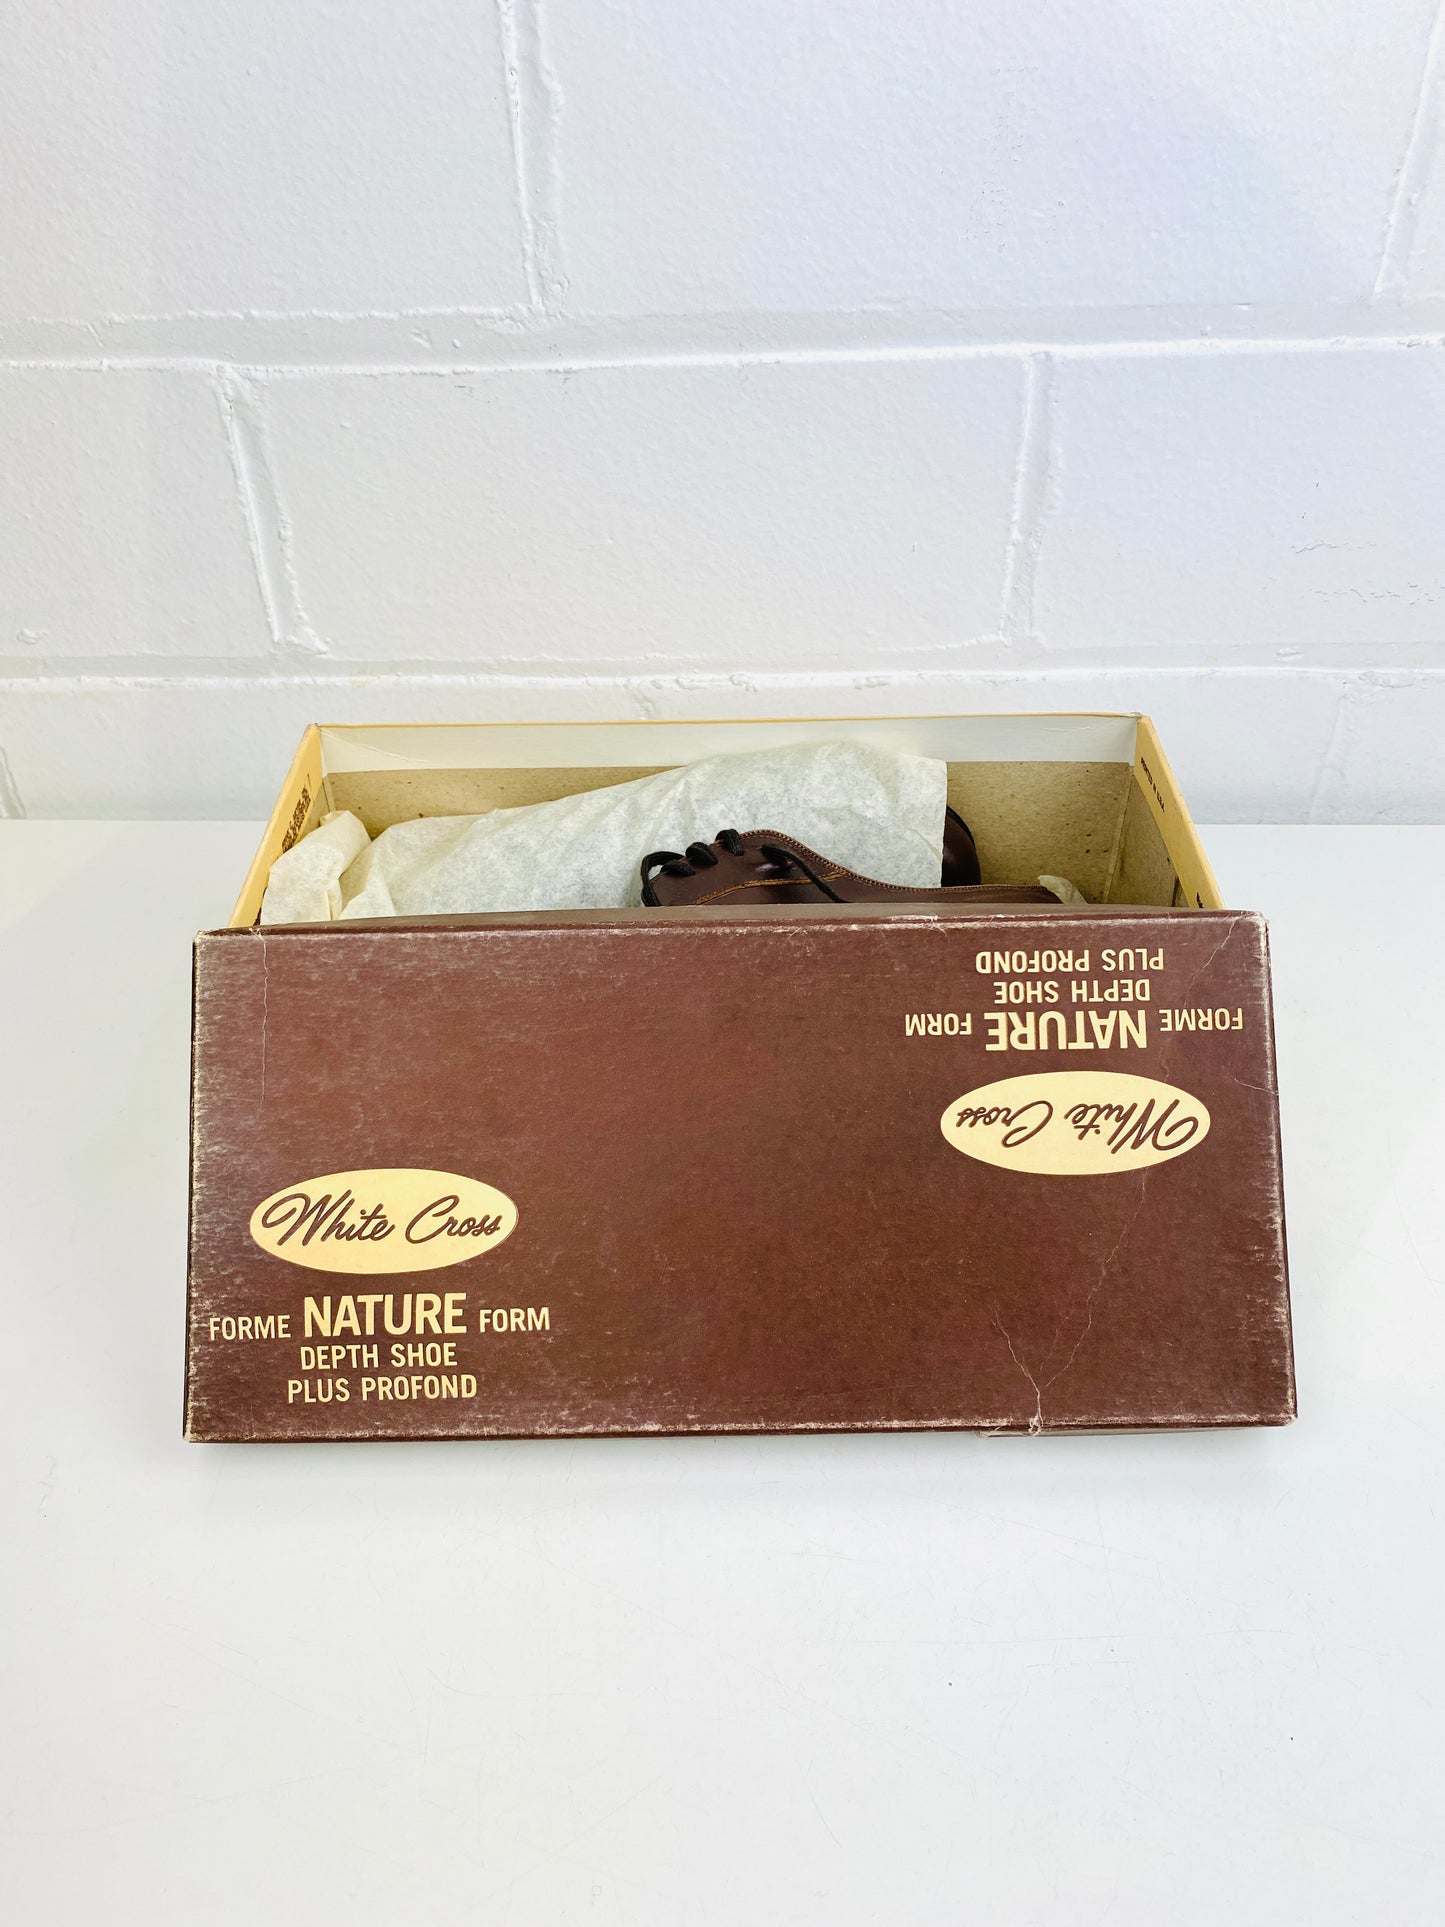 White Cross
FORME NATURE FORM
DEPTH SHOE
PLUS PROFOND
White Cross
FORME NATURE FORM
DEPTH SHOE
PLUS PROFOND